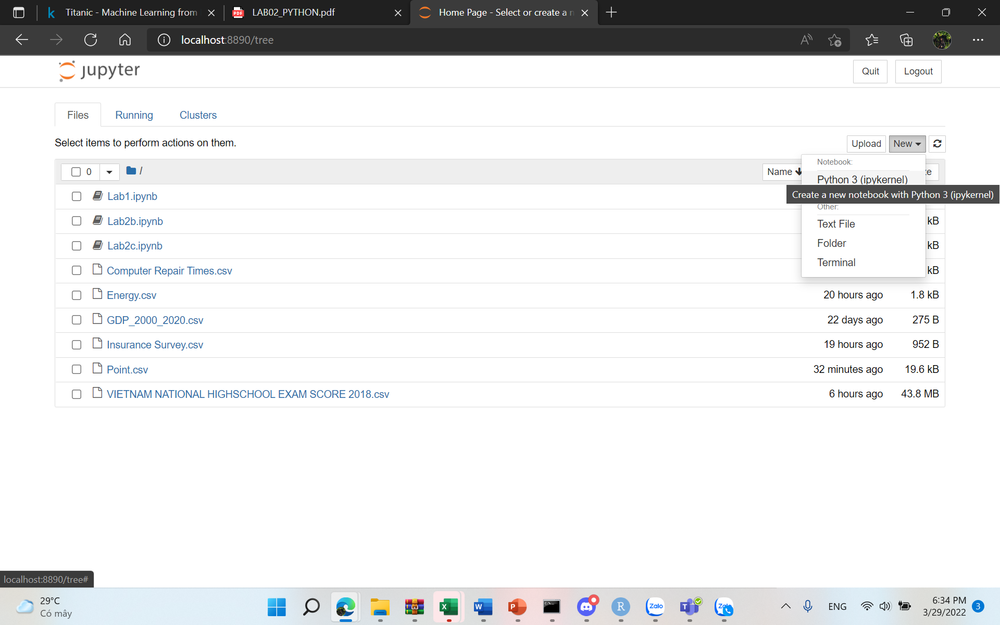 Titanic - Machine Learning from
LAB02_PYTHON.pdf
Home Page - Select or create a n
localhost:8890/tree
jupyter
Quit
Logout
Files
Running
Clusters
Select items to perform actions on them.
Upload
New
0
/
Name
Notebook:
Python 3 (ipykernel)
Create a new notebook with Python 3 (ipykernel)
Other:
Text File
Folder
Terminal
Lab1.ipynb
Lab2b.ipynb
kB
Lab2c.ipynb
kB
Computer Repair Times.csv
kB
Energy.csv
20 hours ago
1.8 kB
GDP_2000_2020.csv
22 days ago
275 B
Insurance Survey.csv
19 hours ago
952 B
Point.csv
32 minutes ago
19.6 kB
VIETNAM NATIONAL HIGHSCHOOL EXAM SCORE 2018.csv
6 hours ago
43.8 MB
localhost:8890/tree#
29°C
Có mây
Zalo
ENG
6:34 PM
3/29/2022
3